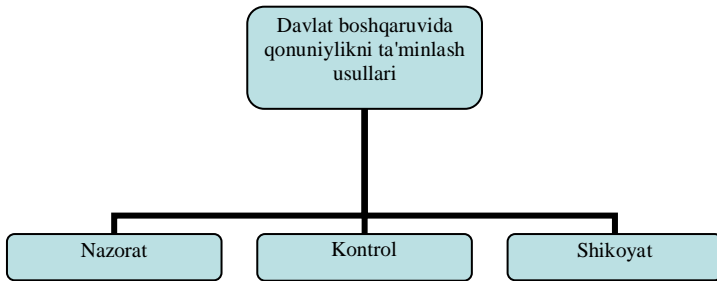 Davlat boshqaruvida
qonuniylikni ta'minlash
usullari
Nazorat
Kontrol
Shikoyat